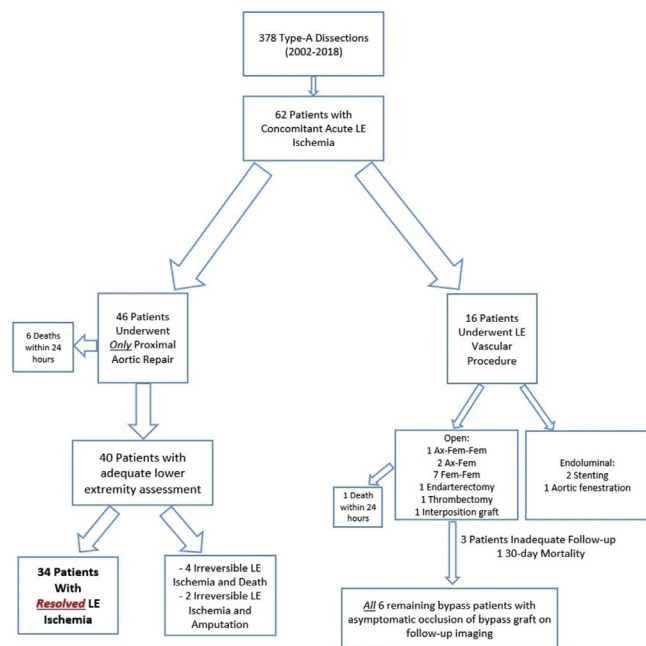 378 Type-A Dissections
(2002-2018)
62 Patients with
Concomitant Acute LE
Ischemia
46 Patients
Underwent
Only Proximal
Aortic Repair
6 Deaths
within 24
hours
16 Patients
Underwent LE
Vascular
Procedure
40 Patients with
adequate lower
extremity assessment
Open:
1 Ax-Fem-Fem
2 Ax-Fem
7 Fem-Fem
1 Endarterectomy
1 Thrombectomy
1 Interposition graft
Endoluminal:
2 Stenting
1 Aortic fenestration
1 Death
within 24
hours
3 Patients Inadequate Follow-up
1 30-day Mortality
34 Patients
With
Resolved LE
Ischemia
- 4 Irreversible LE
Ischemia and Death
- 2 Irreversible LE
Ischemia and
Amputation
All 6 remaining bypass patients with
asymptomatic occlusion of bypass graft on
follow-up imaging